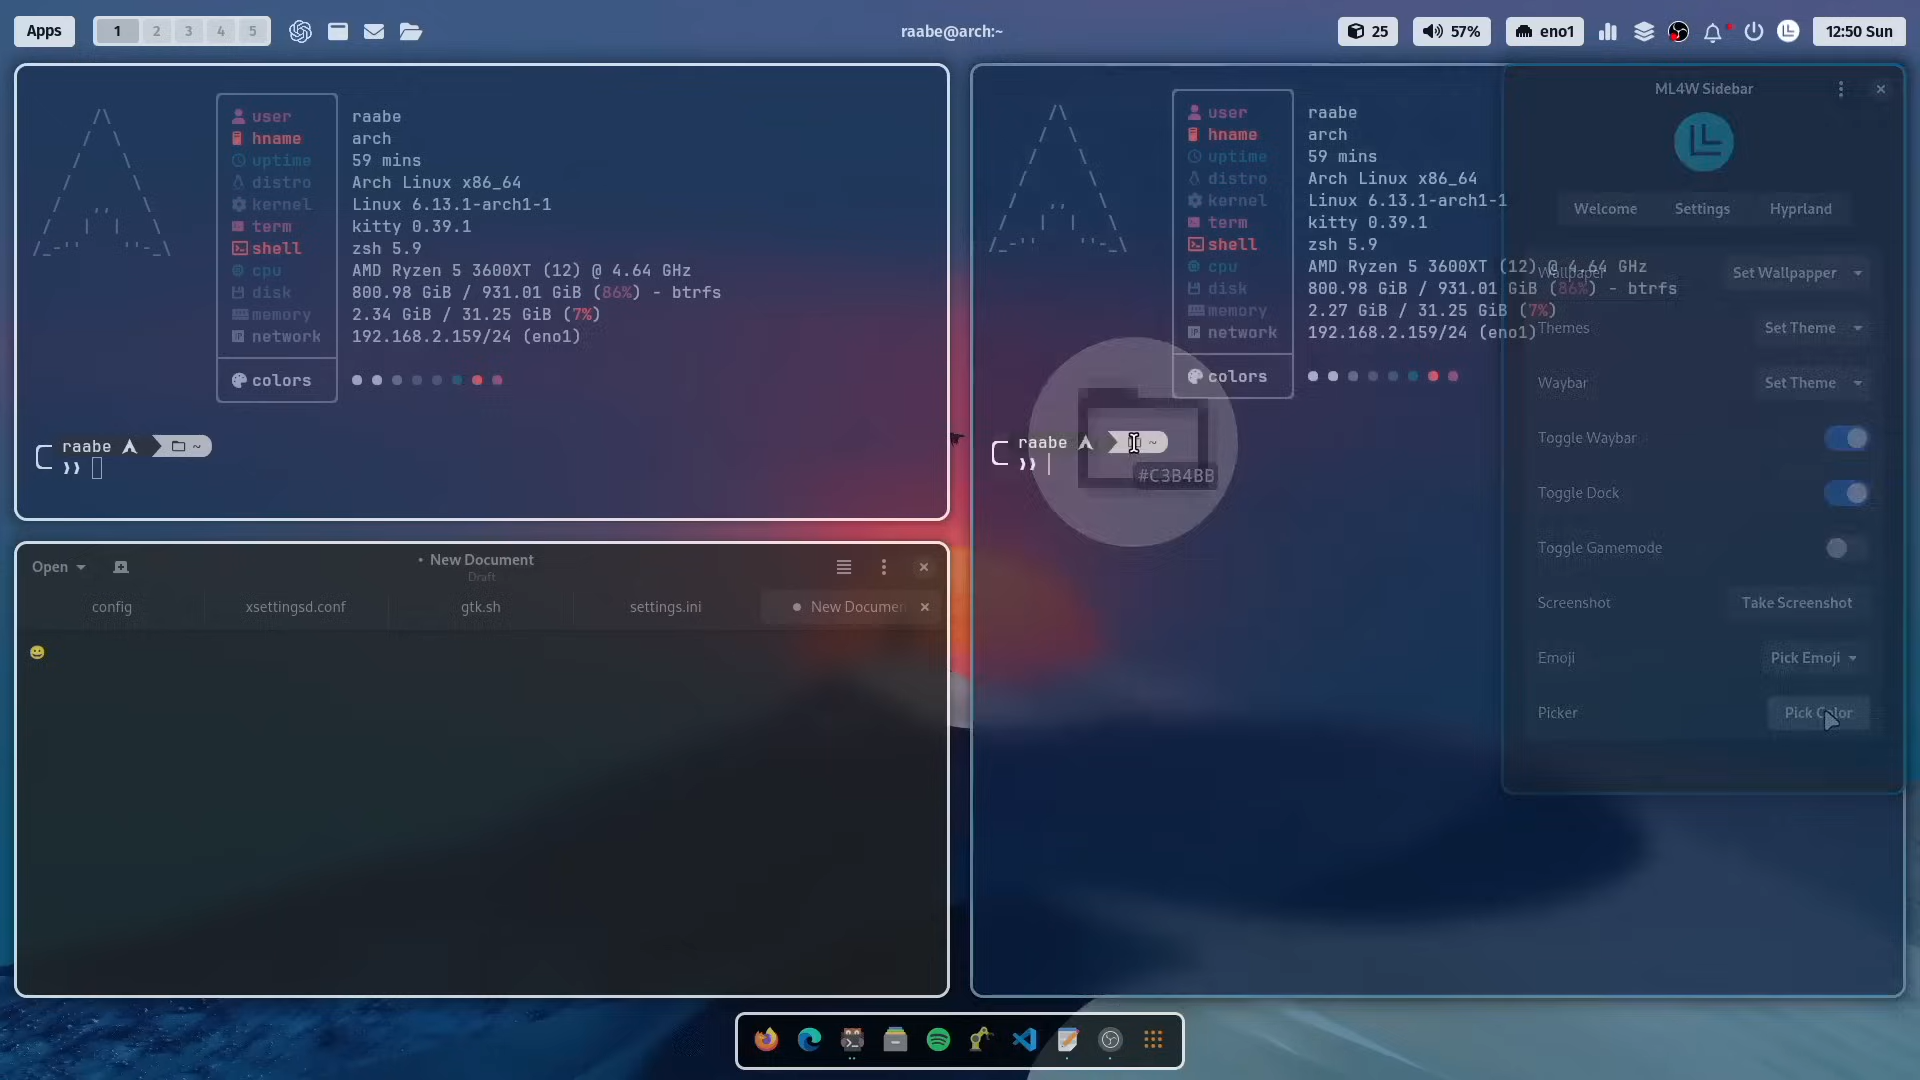 Apps
1 2 3 4 5
raabe@arch:~
25
57%
eno1
12:50 Sun
user raabe
hname arch
uptime 59 mins
distro Arch Linux x86_64
kernel Linux 6.13.1-arch1-1
term kitty 0.39.1
shell zsh 5.9
cpu AMD Ryzen 5 3600XT (12) @ 4.64 GHz
disk 800.98 GiB / 931.01 GiB (86%) - btrfs
memory 2.34 GiB / 31.25 GiB (7%)
network 192.168.2.159/24 (eno1)
colors
raabe ~
❯❯
user raabe
hname arch
uptime 59 mins
distro Arch Linux x86_64
kernel Linux 6.13.1-arch1-1
term kitty 0.39.1
shell zsh 5.9
cpu AMD Ryzen 5 3600XT (12) @ 4.64 GHz
disk 800.98 GiB / 931.01 GiB (86%) - btrfs
memory 2.27 GiB / 31.25 GiB (7%)
network 192.168.2.159/24 (eno1)
colors
raabe ~
❯❯
#C3B4BB
ML4W Sidebar
Welcome Settings Hyprland
Wallpaper Set Wallpapper
Themes Set Theme
Waybar Set Theme
Toggle Waybar
Toggle Dock
Toggle Gamemode
Screenshot Take Screenshot
Emoji Pick Emoji
Picker Pick Color
Open
• New Document
Draft
config xsettingsd.conf gtk.sh settings.ini New Documen